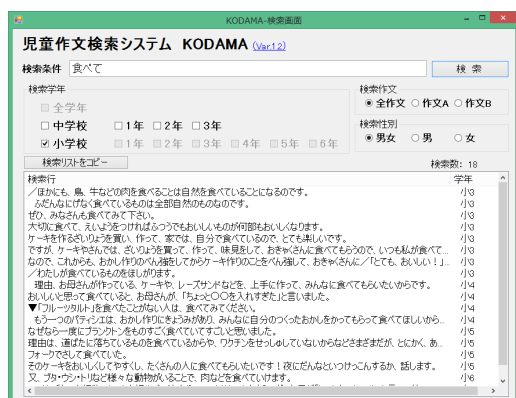 KODAMA-検索画面
児童作文検索システム KODAMA (Ver.1.2)
検索条件 食べて 検 索
検索学年 検索作文
全学年 全作文 作文A 作文B
中学校 1年 2年 3年 検索性別
小学校 1年 2年 3年 4年 5年 6年 男女 男 女
検索リストをコピー 検索数: 18
検索行 学年
／ほかにも、鳥、牛などの肉を食べることは自然を食べていることになるのです。 小3
ふだんなにげなく食べているものは全部自然のものなのです。 小3
ぜひ、みなさんも食べてみて下さい。 小3
大切に食べて、えいようをつければふつうでもおいしいものが何部もおいしくなります。 小3
ケーキを作るざいりょうを買い、作って、家では、自分で食べているので、とても楽しいです。 小3
ですが、ケーキやさんでは、ざいりょうを買って、作って、味見をして、おきゃくさんに食べてもらうので、いつも私が食べて... 小3
なので、これからも、おかし作りのべん強をしてからケーキ作りのことをべん強して、おきゃくさんに／「とても、おいしい！」... 小3
／わたしが食べているものをほしがります。 小3
理由、お母さんが作っている、ケーキや、レーズンサンドなどを、上手に作って、みんなに食べてもらいたいからです。 小4
おいしいと思って食べていると、お母さんが、「ちょっと〇〇を入れすぎた」と言いました。 小4
▼「フルーツタルト」を食べたことがない人は、食べてみてください。 小4
もう一つのパティシエは、おかし作りにきょうみがあり、みんなに自分のつくったおかしをかってもらって食べてほしいから... 小4
なぜなら一度にプランクトンをものすごく食べていてすごいと思いました。 小5
理由は、道ばたに落ちているものを食べているからや、ワクチンをせっしゅしていないからなどさまざまだが、とにかく、あ... 小5
フォークでさして食べていた。 小5
そのケーキをおいしくしてやすくし、たくさんの人に食べてもらいたいです！夜にだんなといつけっこんするか、話します。 小5
又、ブタ・ウシ・トリなど様々な動物がいることで、肉などを食べていけます。 小6